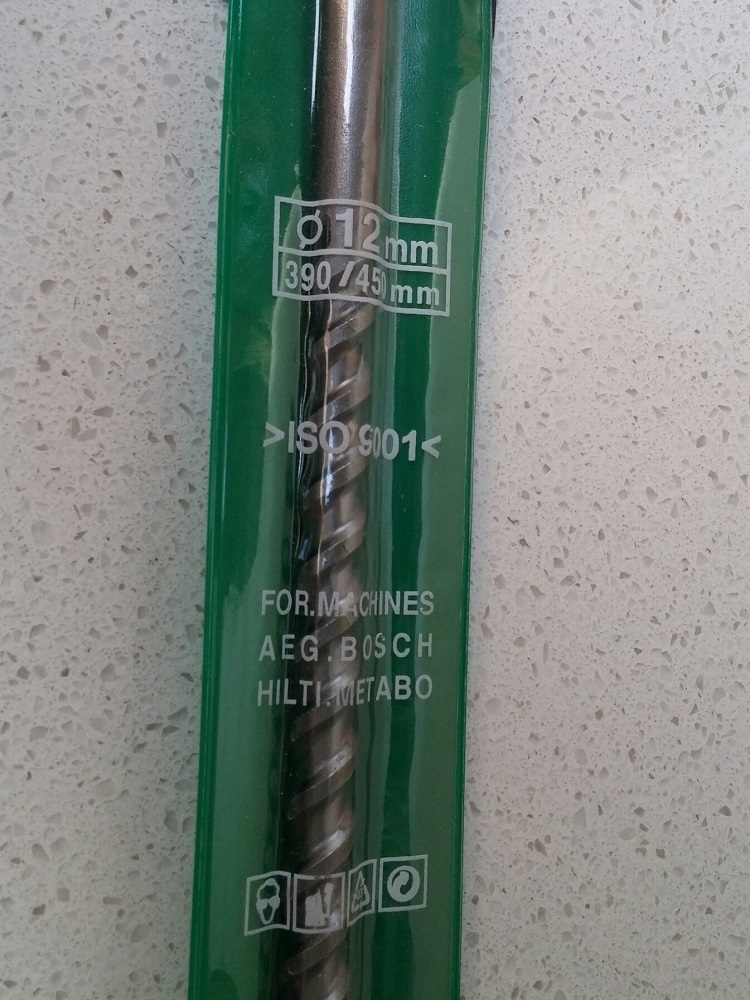 Ø 12 mm
390/450 mm
>ISO 9001<
FOR.MACHINES
AEG.BOSCH
HILTI.METABO